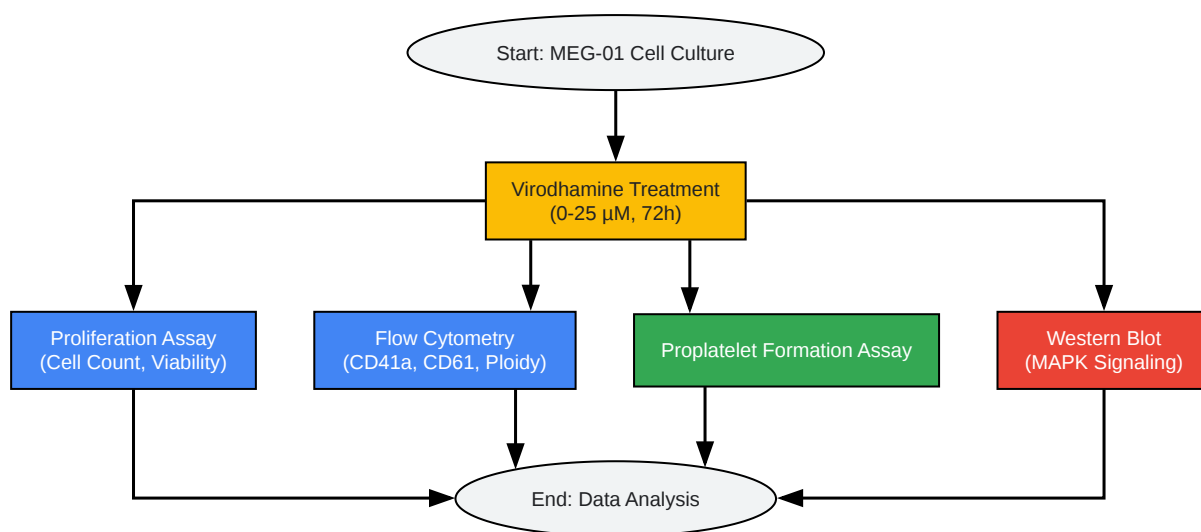 Start: MEG-01 Cell Culture
Virodhamine Treatment
(0-25 µM, 72h)
Proliferation Assay
(Cell Count, Viability)
Flow Cytometry
(CD41a, CD61, Ploidy)
Proplatelet Formation Assay
Western Blot
(MAPK Signaling)
End: Data Analysis